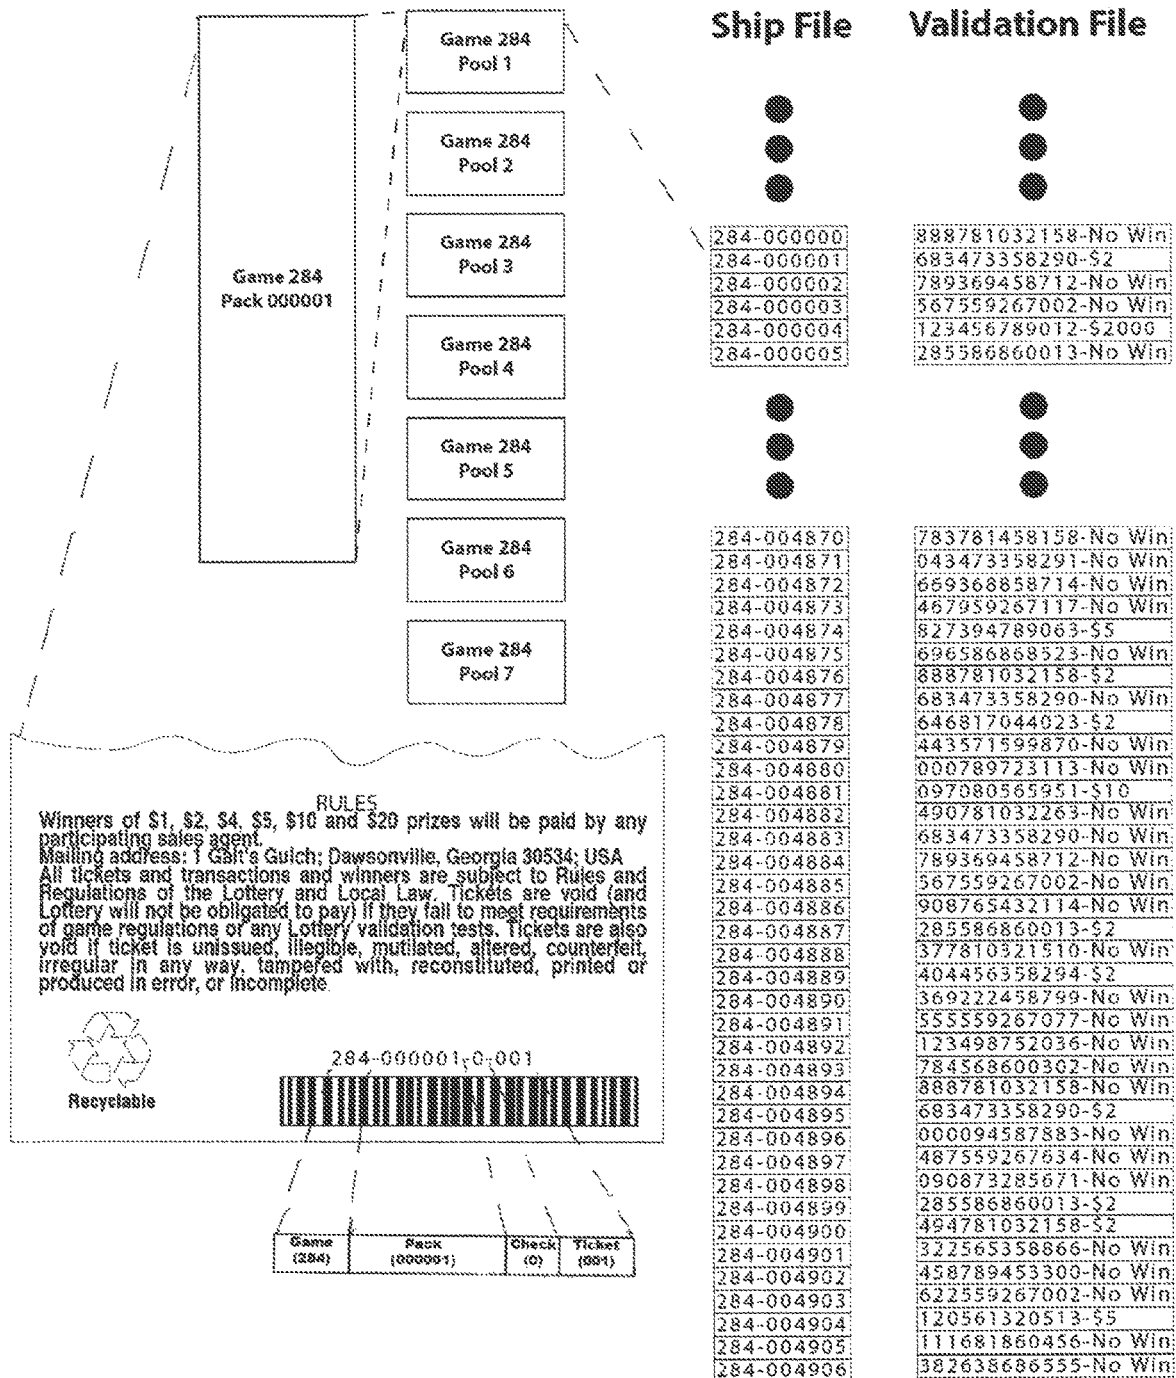 Game 284
Pack 000001
Game 284
Pool 1
Game 284
Pool 2
Game 284
Pool 3
Game 284
Pool 4
Game 284
Pool 5
Game 284
Pool 6
Game 284
Pool 7
RULES
Winners of $1, $2, $4, $5, $10 and $20 prizes will be paid by any
participating sales agent.
Mailing address: 1 Galt's Gulch; Dawsonville, Georgia 30534; USA
All tickets and transactions and winners are subject to Rules and
Regulations of the Lottery and Local Law. Tickets are void (and
Lottery will not be obligated to pay) if they fail to meet requirements
of game regulations or any Lottery validation tests. Tickets are also
void if ticket is unissued, illegible, mutilated, altered, counterfeit,
irregular in any way, tampered with, reconstituted, printed or
produced in error, or incomplete
Recyclable
284-000001-0-001
Game
(284)
Pack
(000001)
Check
(0)
Ticket
(001)
Ship File
284-000000
284-000001
284-000002
284-000003
284-000004
284-000005
284-004870
284-004871
284-004872
284-004873
284-004874
284-004875
284-004876
284-004877
284-004878
284-004879
284-004880
284-004881
284-004882
284-004883
284-004884
284-004885
284-004886
284-004887
284-004888
284-004889
284-004890
284-004891
284-004892
284-004893
284-004894
284-004895
284-004896
284-004897
284-004898
284-004899
284-004900
284-004901
284-004902
284-004903
284-004904
284-004905
284-004906
Validation File
888781032158-No Win
683473358290-$2
789369458712-No Win
567559267002-No Win
123456789012-$2000
285586860013-No Win
783781458158-No Win
043473358291-No Win
669368858714-No Win
467959267117-No Win
827394789063-$5
696586868523-No Win
888781032158-$2
683473358290-No Win
646817044023-$2
443571599870-No Win
000789723113-No Win
097080565951-$10
490781032263-No Win
683473358290-No Win
789369458712-No Win
567559267002-No Win
908765432114-No Win
285586860013-$2
377810321510-No Win
404456358294-$2
369222458799-No Win
555559267077-No Win
123498752036-No Win
784568600302-No Win
888781032158-No Win
683473358290-$2
000094587883-No Win
487559267634-No Win
090873285671-No Win
285586860013-$2
494781032158-$2
322565358866-No Win
458789453300-No Win
622559267002-No Win
120561320513-$5
111681860456-No Win
382638686555-No Win